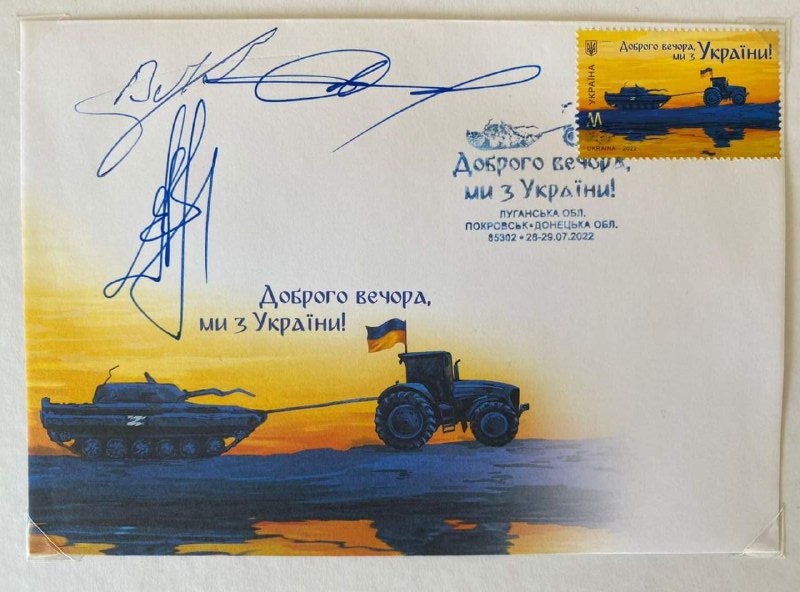 Доброго вечора,
ми з України!
УКРАЇНА
M
UKRAINA • 2022
Доброго вечора,
ми з України!
ЛУГАНСЬКА ОБЛ.
ПОКРОВСЬК•ДОНЕЦЬКА ОБЛ.
85302 * 28-29.07.2022
Доброго вечора,
ми з України!
Z